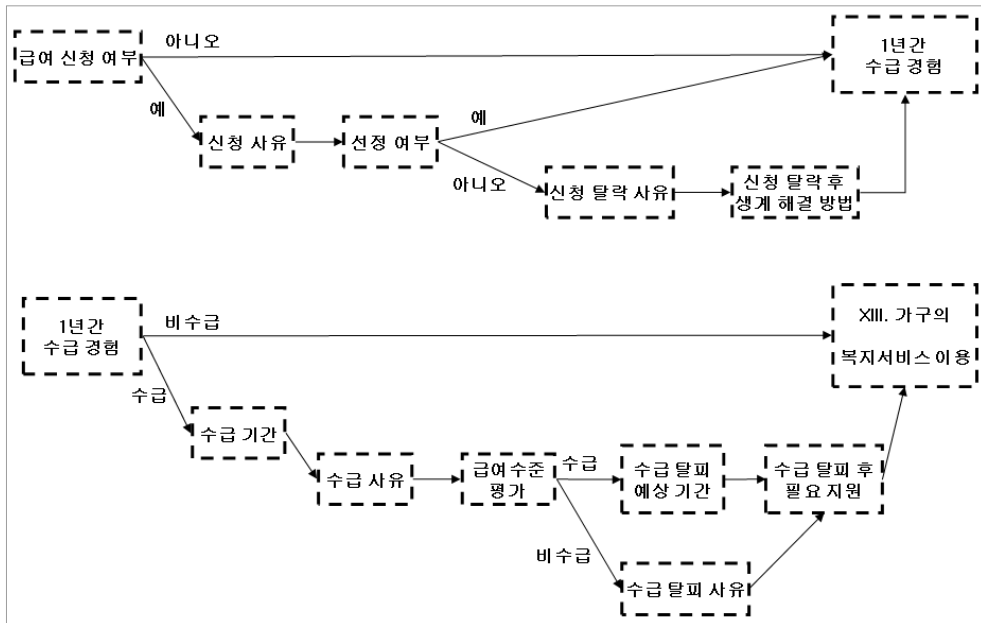 급여 신청 여부
아니오
1년간
수급 경험
예
신청 사유
선정 여부
예
아니오
신청 탈락 사유
신청 탈락 후
생계 해결 방법
1년간
수급 경험
비수급
XIII. 가구의
복지서비스 이용
수급
수급 기간
수급 사유
급여 수준
평가
수급
수급 탈피
예상 기간
수급 탈피 후
필요 지원
비수급
수급 탈피 사유